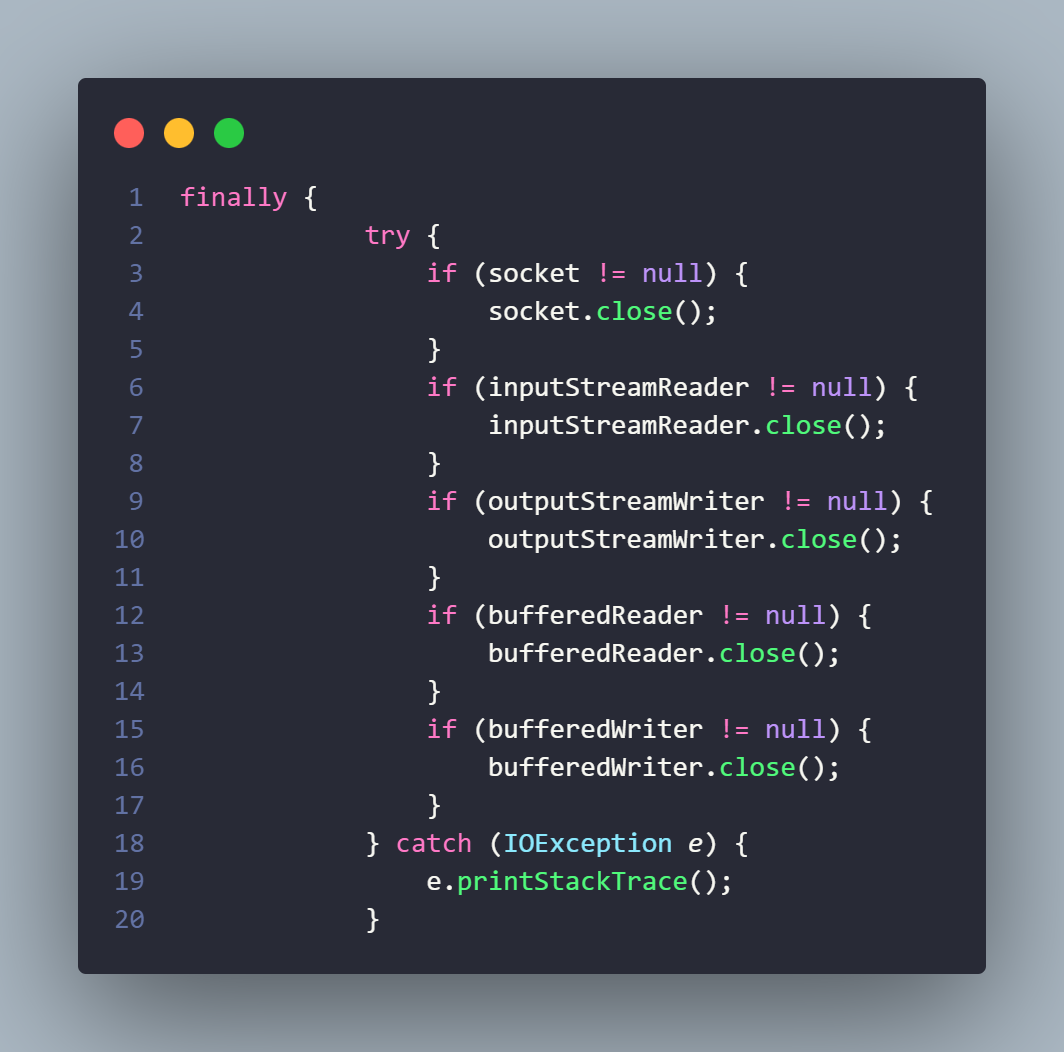 1 finally {
2             try {
3                 if (socket != null) {
4                     socket.close();
5                 }
6                 if (inputStreamReader != null) {
7                     inputStreamReader.close();
8                 }
9                 if (outputStreamWriter != null) {
10                     outputStreamWriter.close();
11                 }
12                 if (bufferedReader != null) {
13                     bufferedReader.close();
14                 }
15                 if (bufferedWriter != null) {
16                     bufferedWriter.close();
17                 }
18             } catch (IOException e) {
19                 e.printStackTrace();
20             }